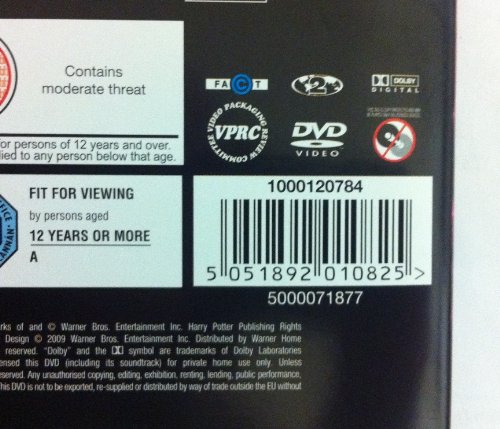 Contains
moderate threat
or persons of 12 years and over.
lied to any person below that age.
FACT
2
DOLBY
DIGITAL
VIDEO PACKAGING REVIEW COMMITTEE
VPRC
DVD
VIDEO
OFFICE
FIT FOR VIEWING
by persons aged
12 YEARS OR MORE
A
1000120784
5 051892 010825 >
5000071877
rks of and © Warner Bros. Entertainment Inc. Harry Potter Publishing Rights
Design © 2009 Warner Bros. Entertainment Inc. Distributed by Warner Home
reserved. "Dolby" and the symbol are trademarks of Dolby Laboratories
ensed this DVD (including its soundtrack) for private home use only. Unless
eserved. Any unauthorised copying, editing, exhibition, renting, lending, public performance,
This DVD is not to be exported, re-supplied or distributed by way of trade outside the EU without